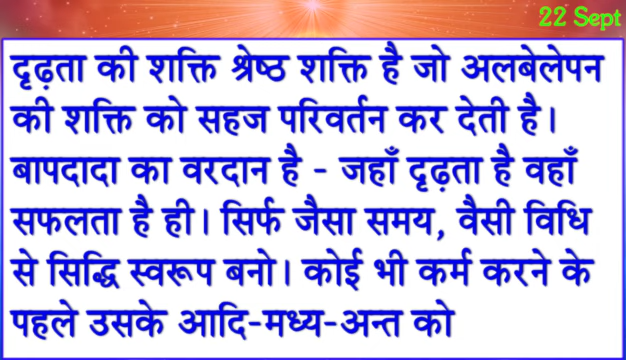 22 Sept
दृढ़ता की शक्ति श्रेष्ठ शक्ति है जो अलबेलेपन
की शक्ति को सहज परिवर्तन कर देती है।
बापदादा का वरदान है - जहाँ दृढ़ता है वहाँ
सफलता है ही। सिर्फ जैसा समय, वैसी विधि
से सिद्धि स्वरूप बनो। कोई भी कर्म करने के
पहले उसके आदि-मध्य-अन्त को